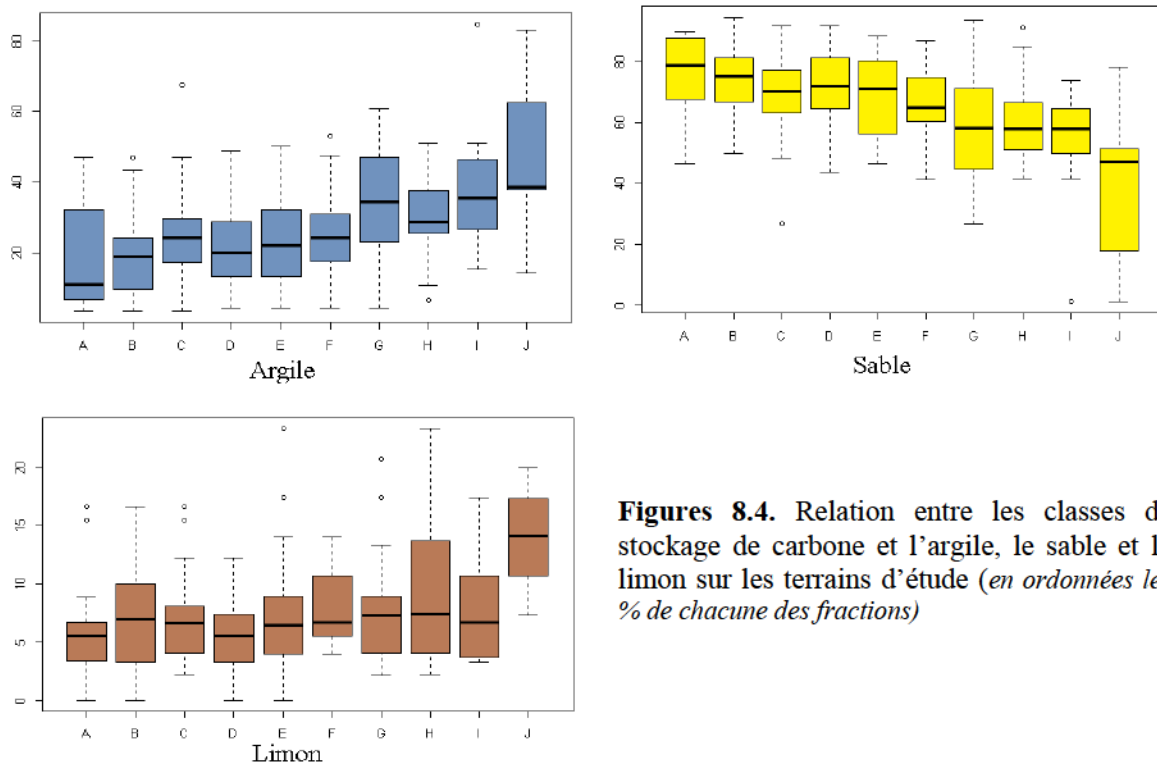 80
60
40
20
A B C D E F G H I J
Argile
80
60
40
20
0
A B C D E F G H I J
Sable
20
15
10
5
0
A B C D E F G H I J
Limon
Figures 8.4. Relation entre les classes d
stockage de carbone et l'argile, le sable et l
limon sur les terrains d'étude (en ordonnées le
% de chacune des fractions)